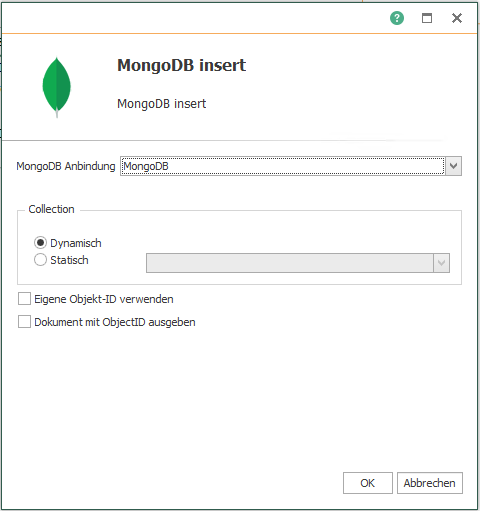 MongoDB insert
MongoDB insert
MongoDB Anbindung MongoDB
Collection
Dynamisch
Statisch
Eigene Objekt-ID verwenden
Dokument mit ObjectID ausgeben
OK Abbrechen